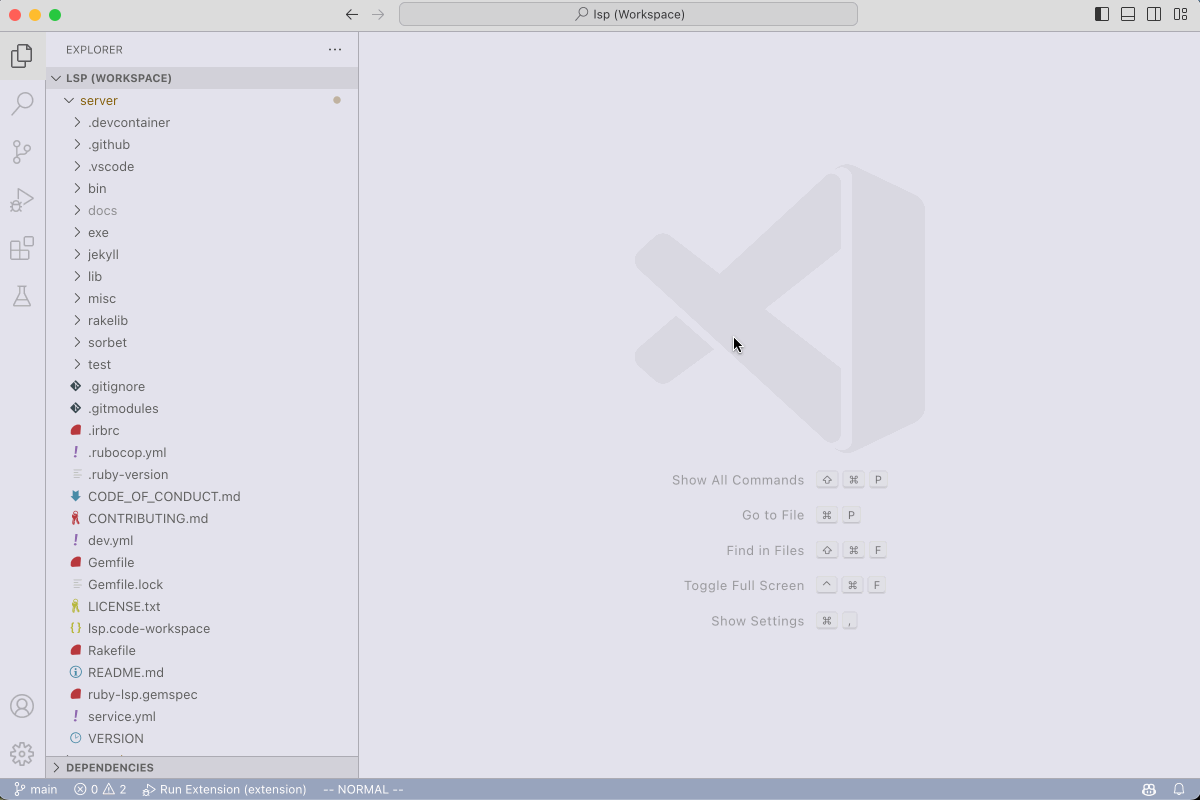 lsp (Workspace)
EXPLORER
LSP (WORKSPACE)
server
.devcontainer
.github
.vscode
bin
docs
exe
jekyll
lib
misc
rakelib
sorbet
test
.gitignore
.gitmodules
.irbrc
.rubocop.yml
.ruby-version
CODE_OF_CONDUCT.md
CONTRIBUTING.md
dev.yml
Gemfile
Gemfile.lock
LICENSE.txt
lsp.code-workspace
Rakefile
README.md
ruby-lsp.gemspec
service.yml
VERSION
DEPENDENCIES
Show All Commands ⇧ ⌘ P
Go to File ⌘ P
Find in Files ⇧ ⌘ F
Toggle Full Screen ^ ⌘ F
Show Settings ⌘ ,
main 0 2 Run Extension (extension) -- NORMAL --